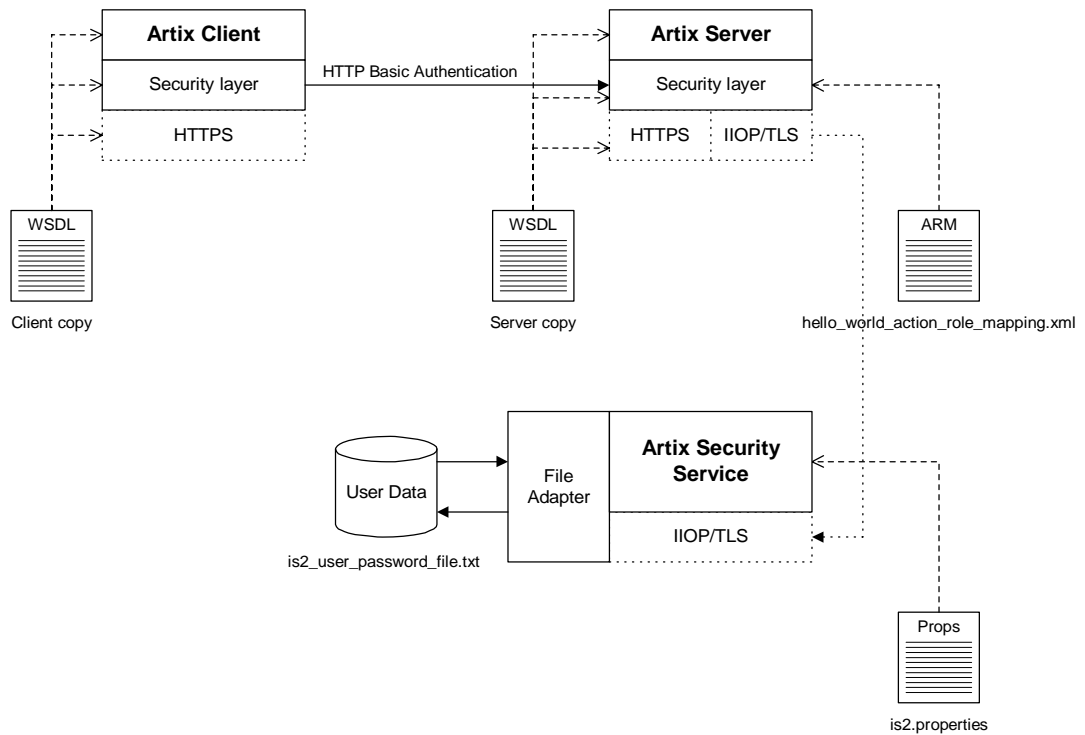 Artix Client
Artix Server
HTTP Basic Authentication
Security layer
Security layer
HTTPS
HTTPS
IIOP/TLS
WSDL
WSDL
ARM
Client copy
Server copy
hello_world_action_role_mapping.xml
Artix Security
Service
User Data
File
Adapter
IIOP/TLS
is2_user_password_file.txt
Props
is2.properties